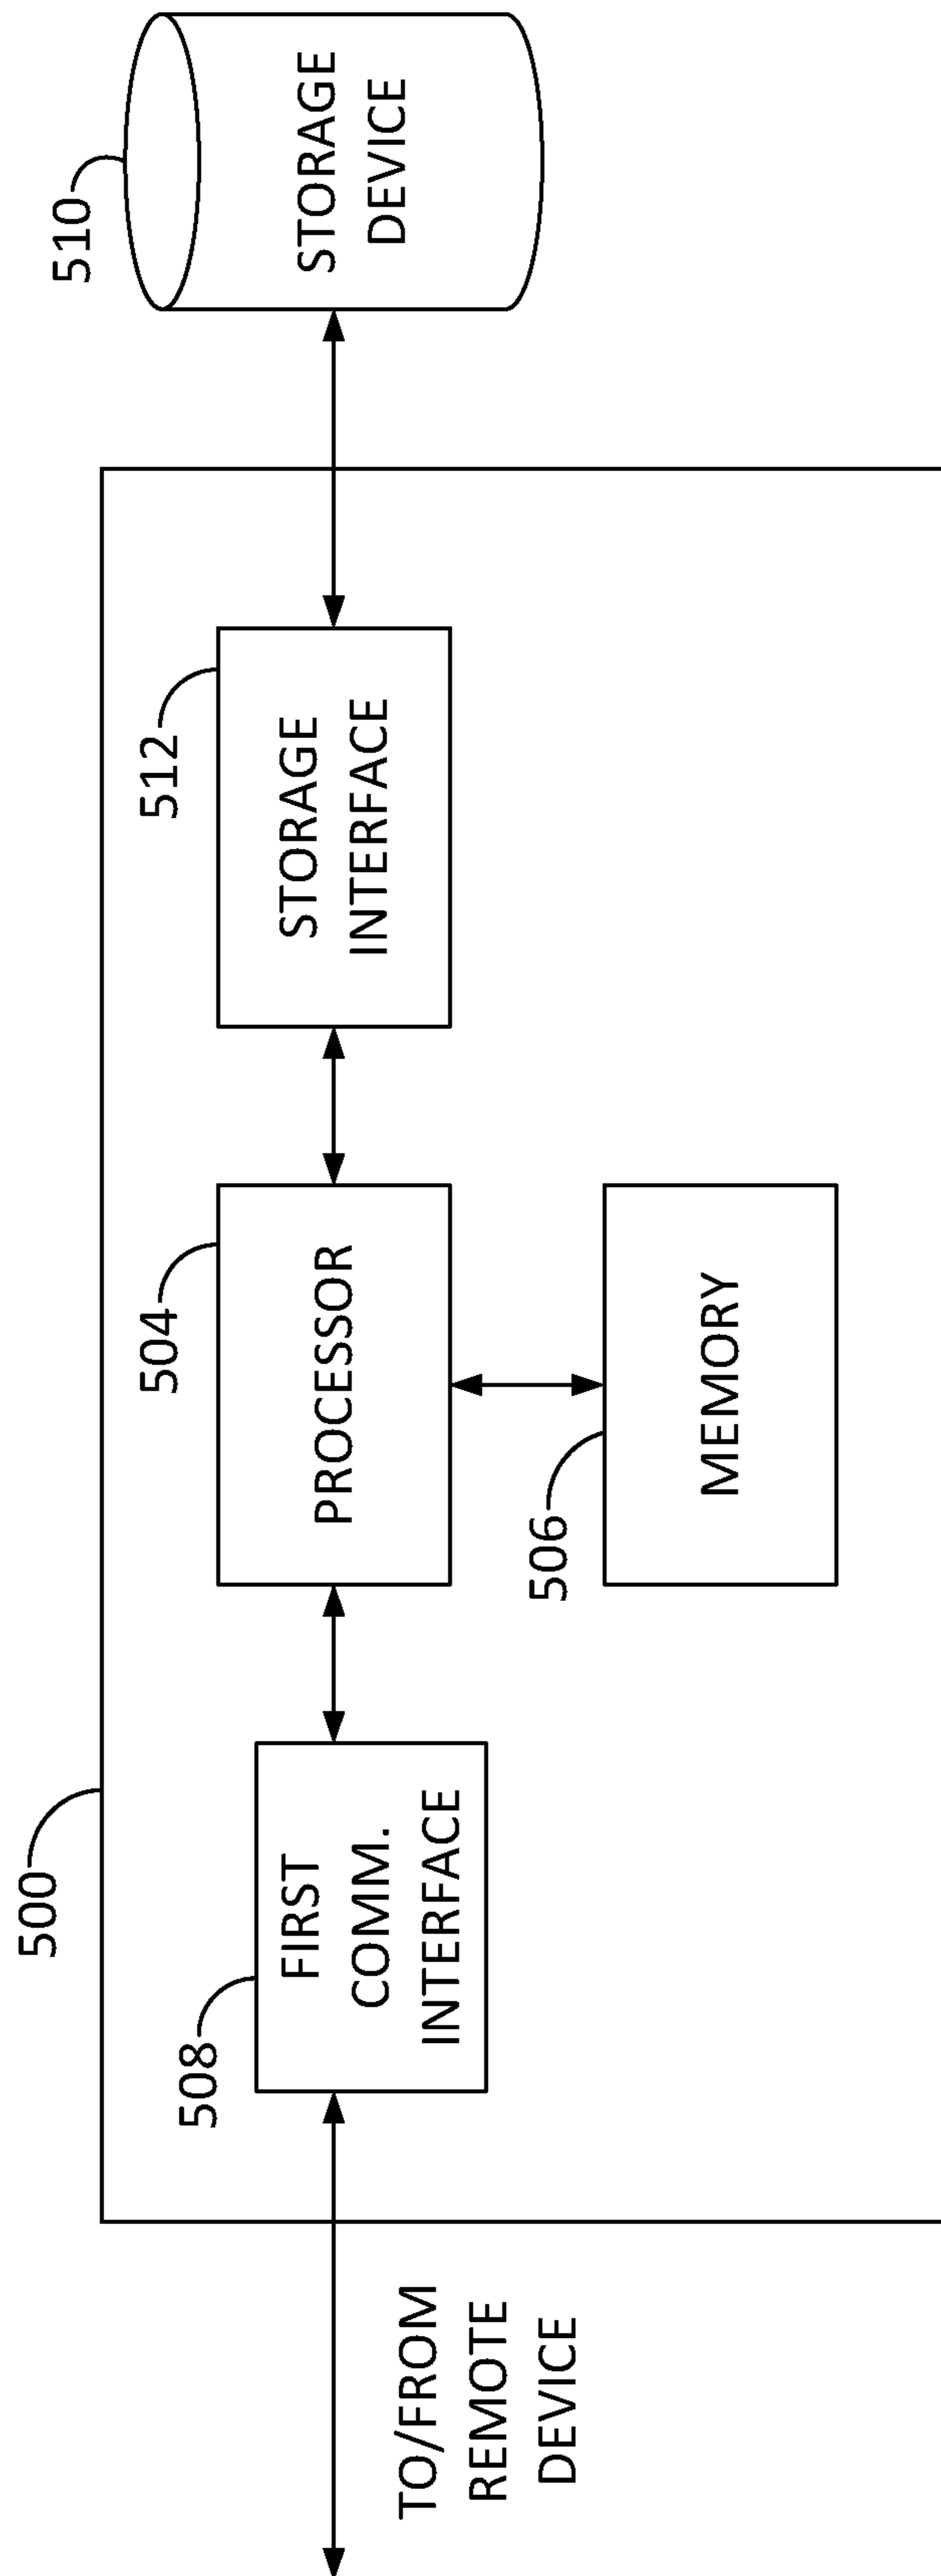 500
508
FIRST
COMM.
INTERFACE
504
PROCESSOR
512
STORAGE
INTERFACE
510
STORAGE
DEVICE
TO/FROM
REMOTE
DEVICE
506
MEMORY